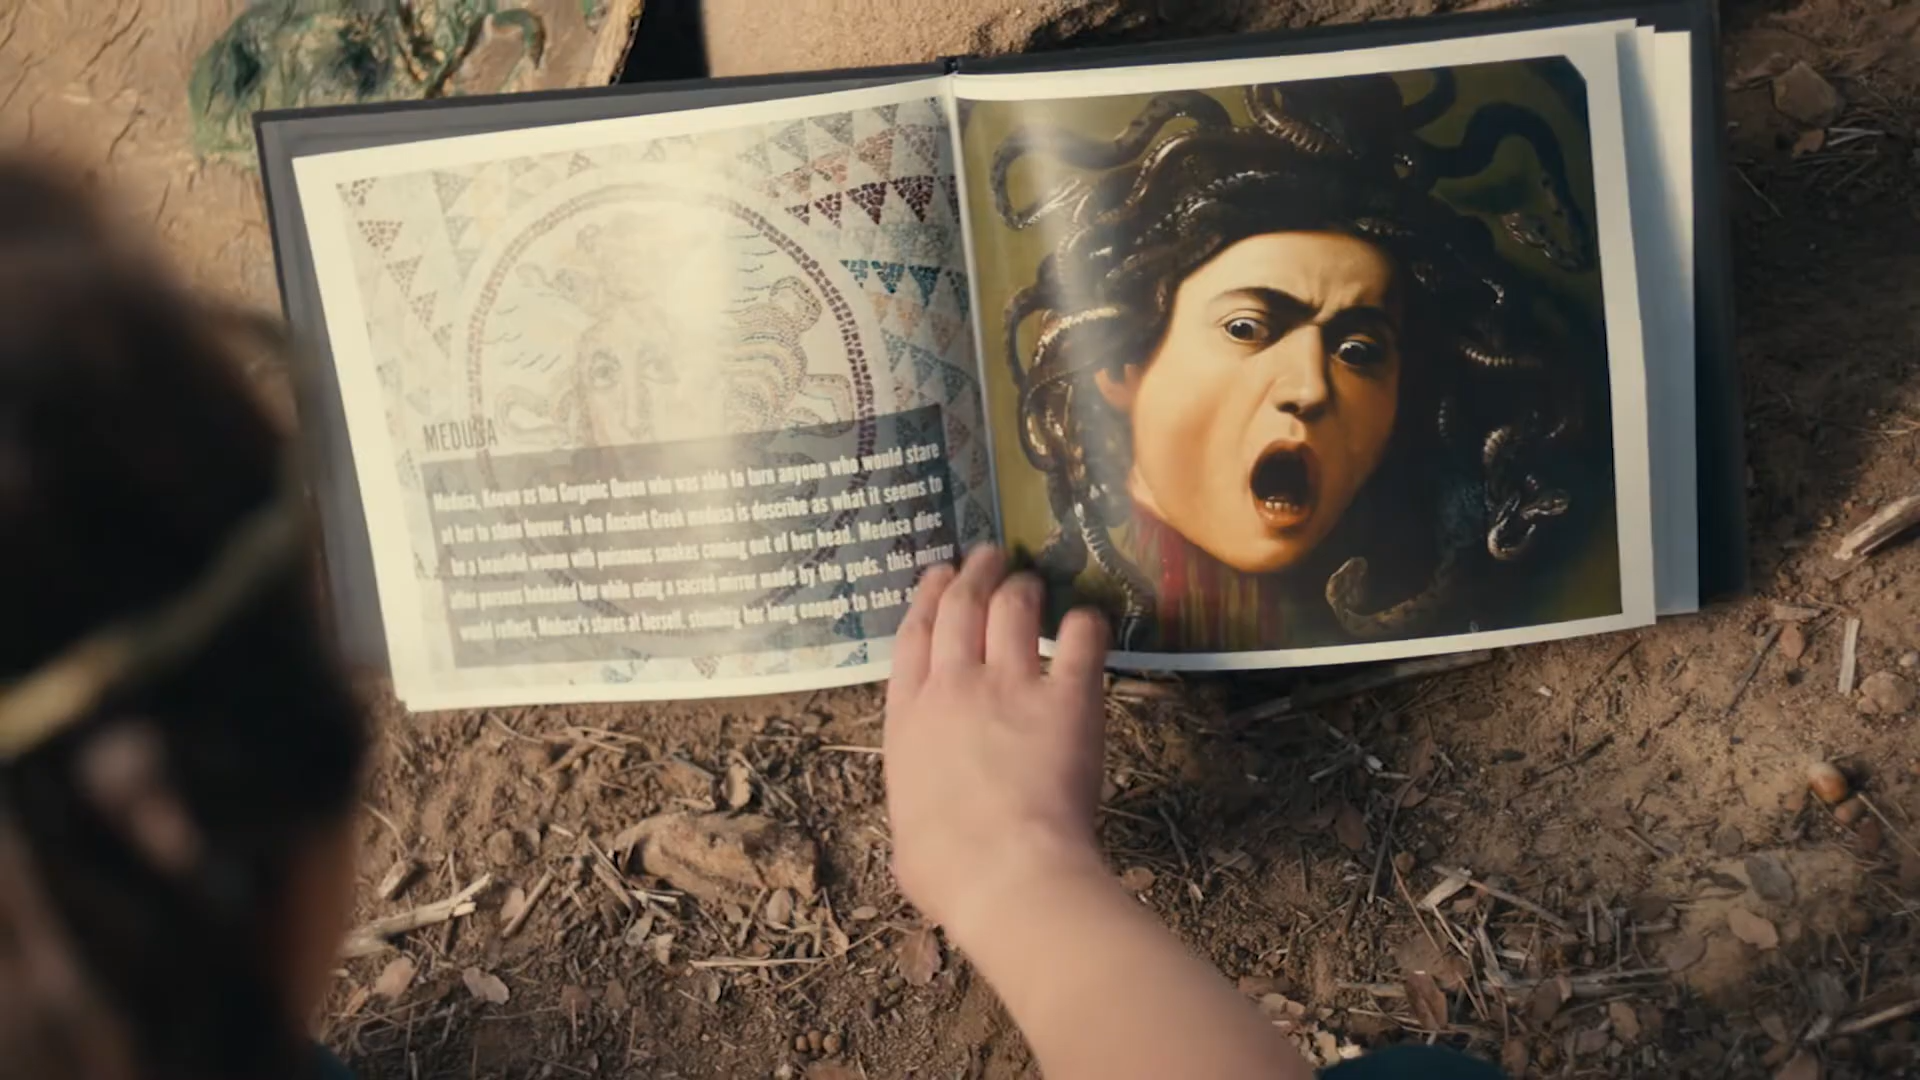 MEDUSA
Medusa, Known as the Gorgonic Queen who was able to turn anyone who would stare
at her to stone forever. In the Ancient Greek medusa is describe as what it seems to
be a beautiful woman with poisonous snakes coming out of her head. Medusa died
after perseus beheaded her while using a sacred mirror made by the gods. this mirror
would reflect, Medusa's stares at herself, stunning her long enough to take